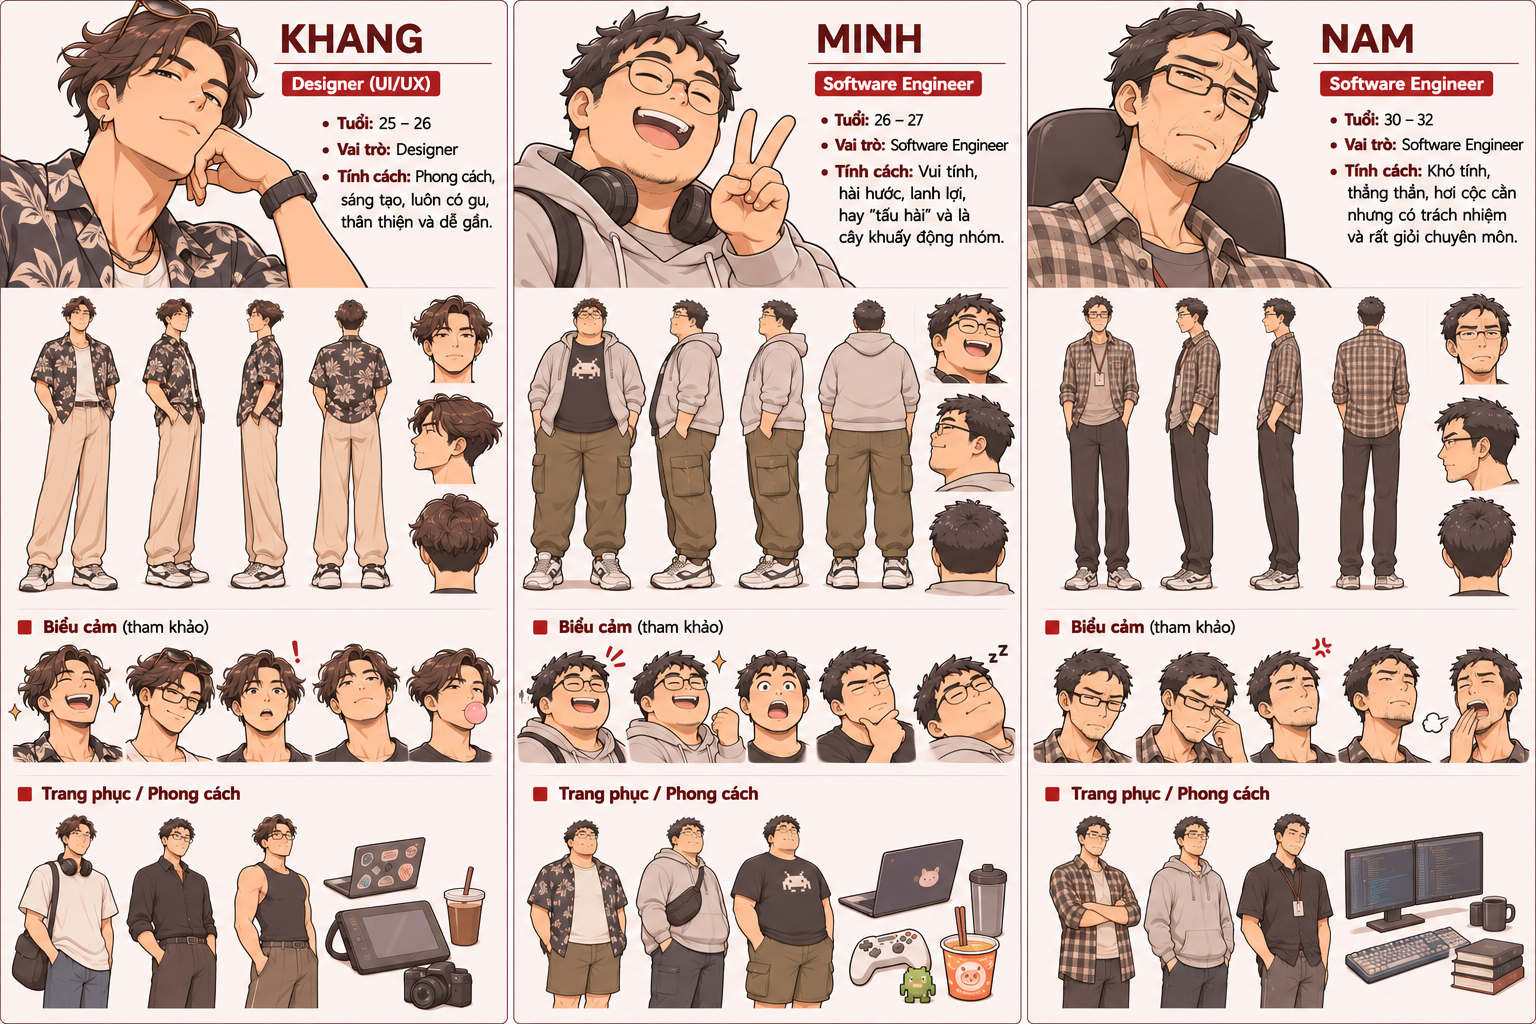 KHANG
Designer (UI/UX)
• Tuổi: 25 – 26
• Vai trò: Designer
• Tính cách: Phong cách,
sáng tạo, luôn có gu,
thân thiện và dễ gần.
Biểu cảm (tham khảo)
!
Trang phục / Phong cách
MINH
Software Engineer
• Tuổi: 26 – 27
• Vai trò: Software Engineer
• Tính cách: Vui tính,
hài hước, lanh lợi,
hay “tấu hài” và là
cây khuấy động nhóm.
Biểu cảm (tham khảo)
zZ
Trang phục / Phong cách
NAM
Software Engineer
• Tuổi: 30 – 32
• Vai trò: Software Engineer
• Tính cách: Khó tính,
thẳng thắn, hơi cộc cằn
nhưng có trách nhiệm
và rất giỏi chuyên môn.
Biểu cảm (tham khảo)
Trang phục / Phong cách